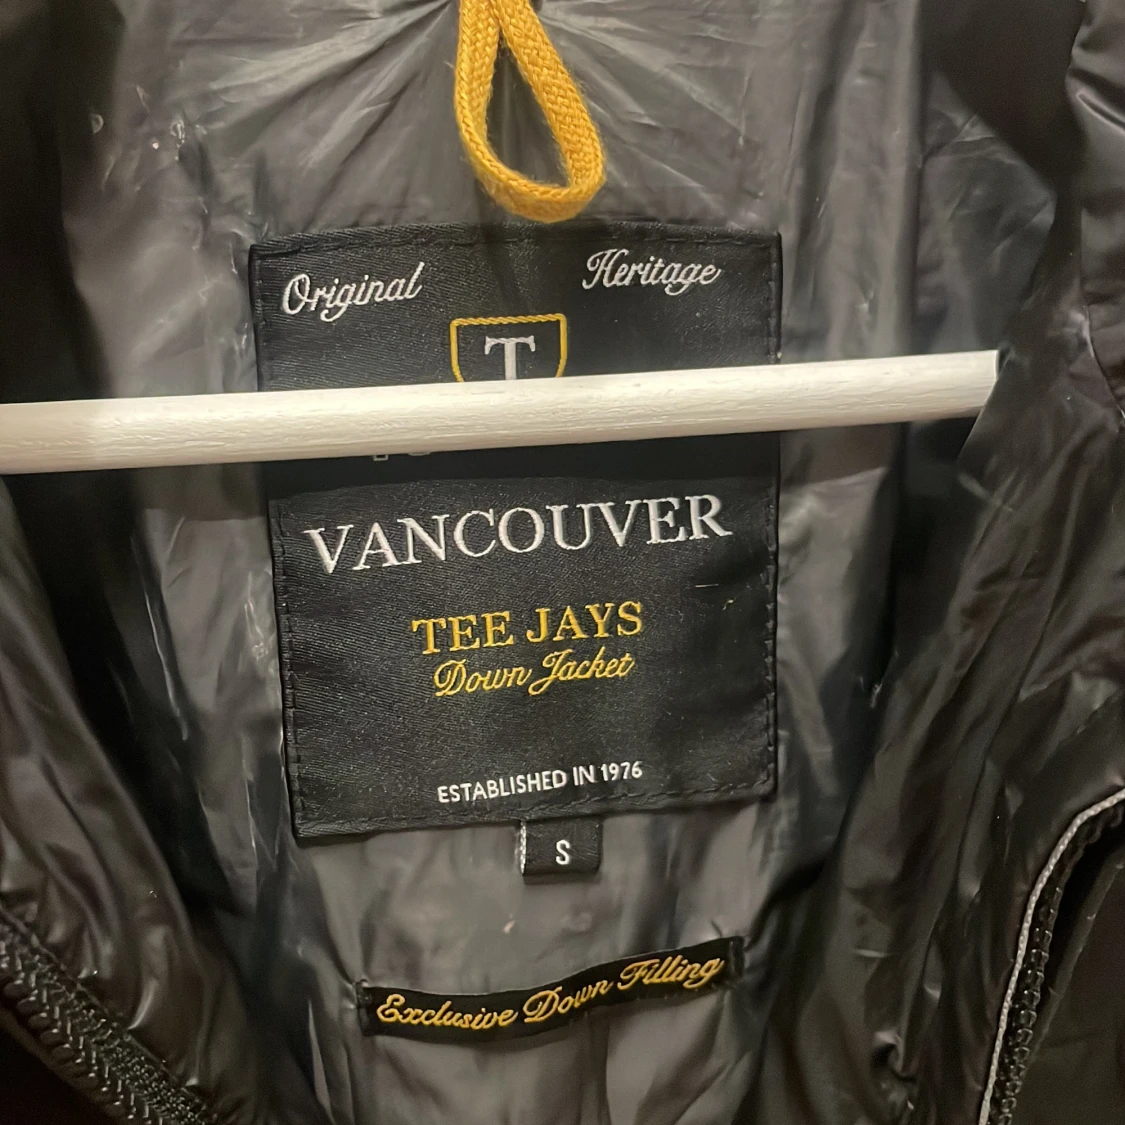 Original Heritage
T
VANCOUVER
TEE JAYS
Down Jacket
ESTABLISHED IN 1976
S
Exclusive Down Filling